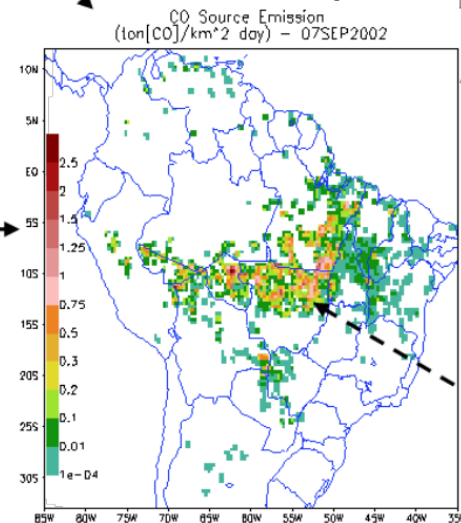 CO Source Emission
(ton[CO]/km^2 day) - 07SEP2002
10N
5N
EQ
5S
10S
15S
20S
25S
30S
2.5
2
1.5
1.25
1
0.75
0.5
0.3
0.2
0.1
0.01
1e-04
85W 80W 75W 70W 65W 60W 55W 50W 45W 40W 35W